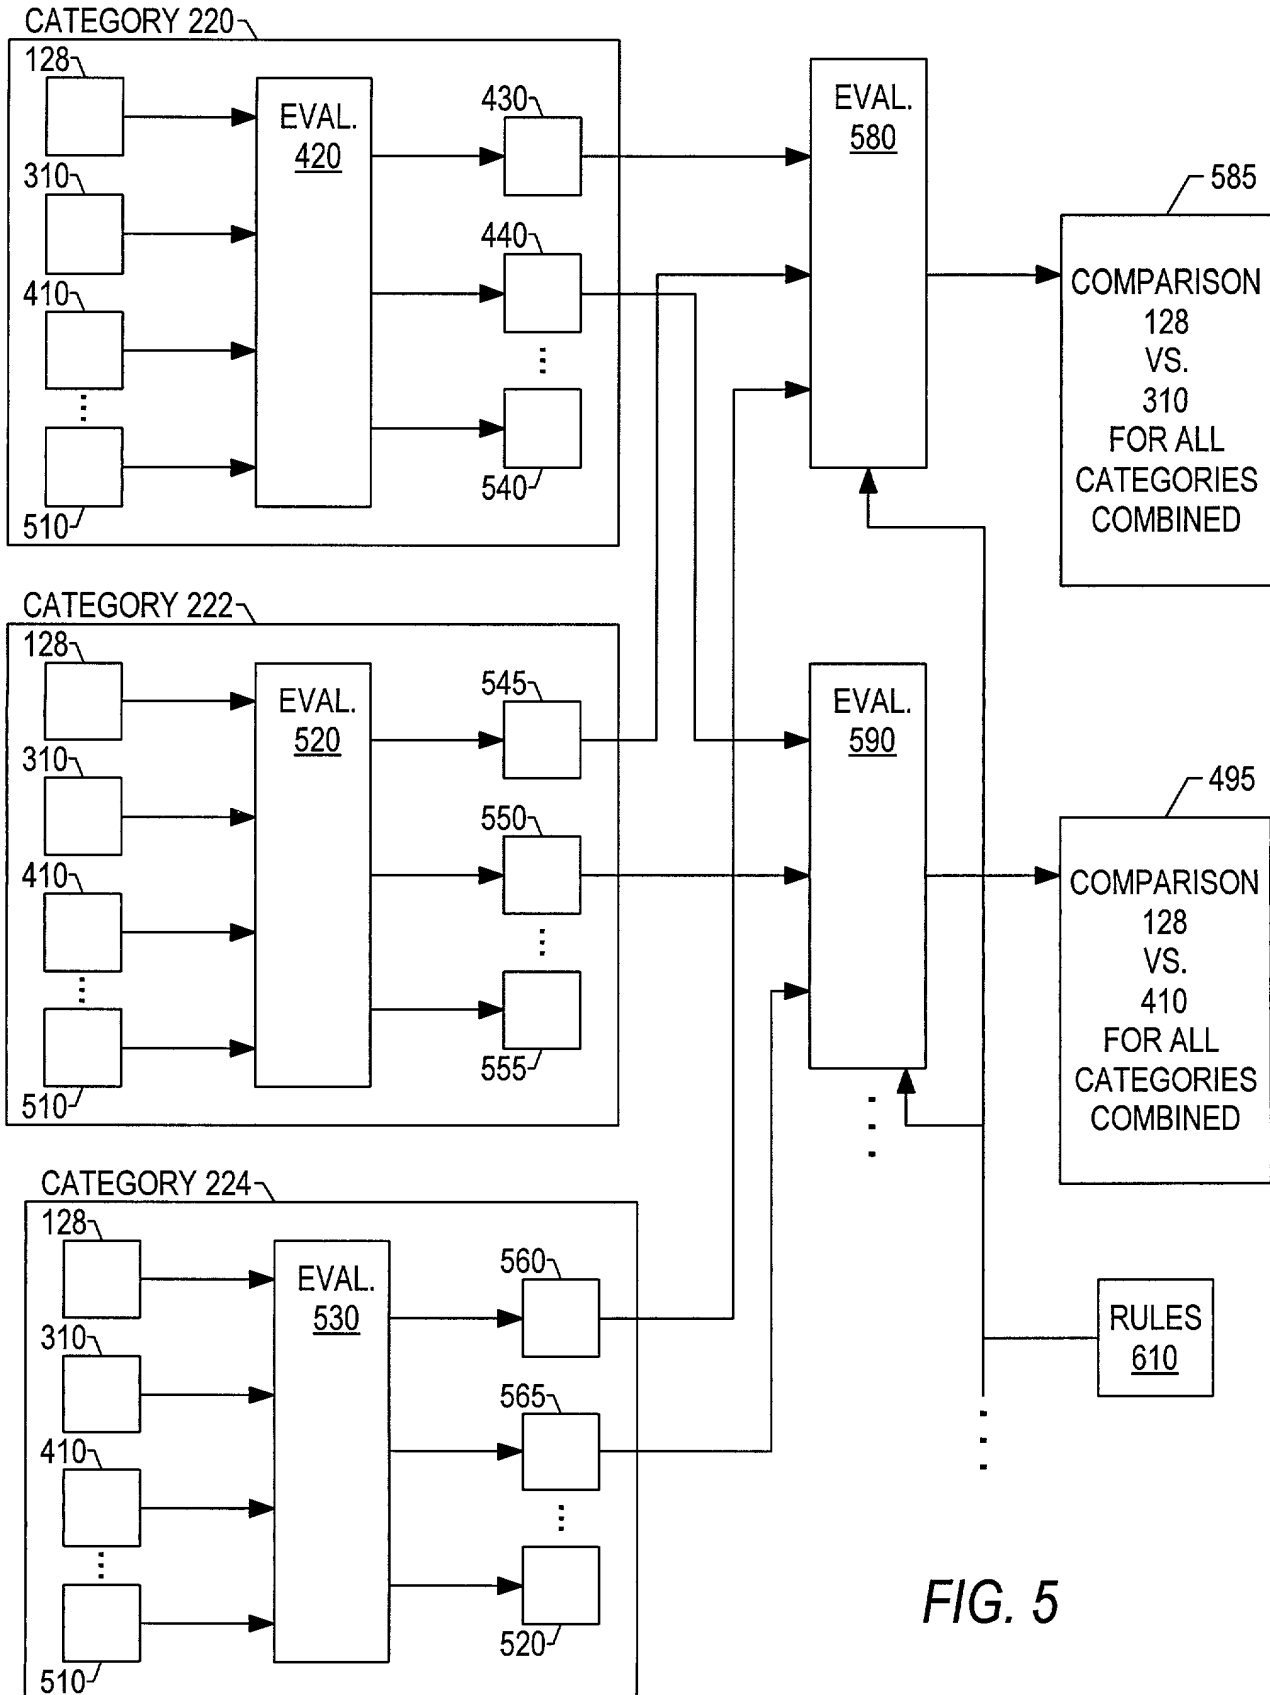 CATEGORY 220
128
310
410
510
EVAL.
420
430
440
540
CATEGORY 222
128
310
410
510
EVAL.
520
545
550
555
CATEGORY 224
128
310
410
510
EVAL.
530
560
565
520
EVAL.
580
EVAL.
590
585
COMPARISON
128
VS.
310
FOR ALL
CATEGORIES
COMBINED
495
COMPARISON
128
VS.
410
FOR ALL
CATEGORIES
COMBINED
RULES
610
FIG. 5